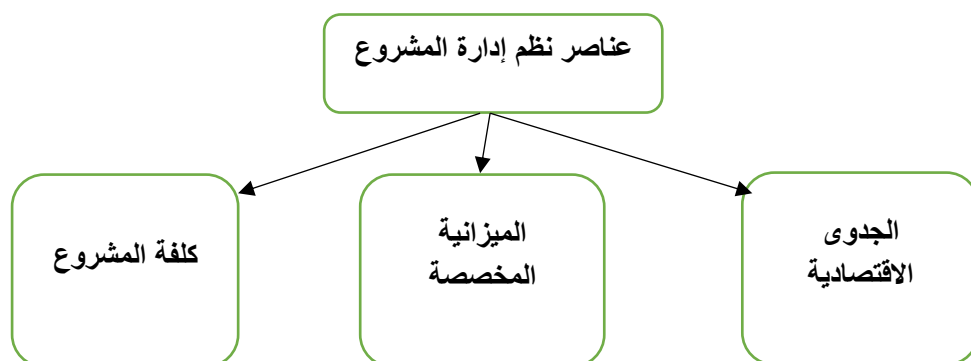 عناصر نظم إدارة المشروع
الجدوى
الاقتصادية
الميزانية
المخصصة
كلفة المشروع